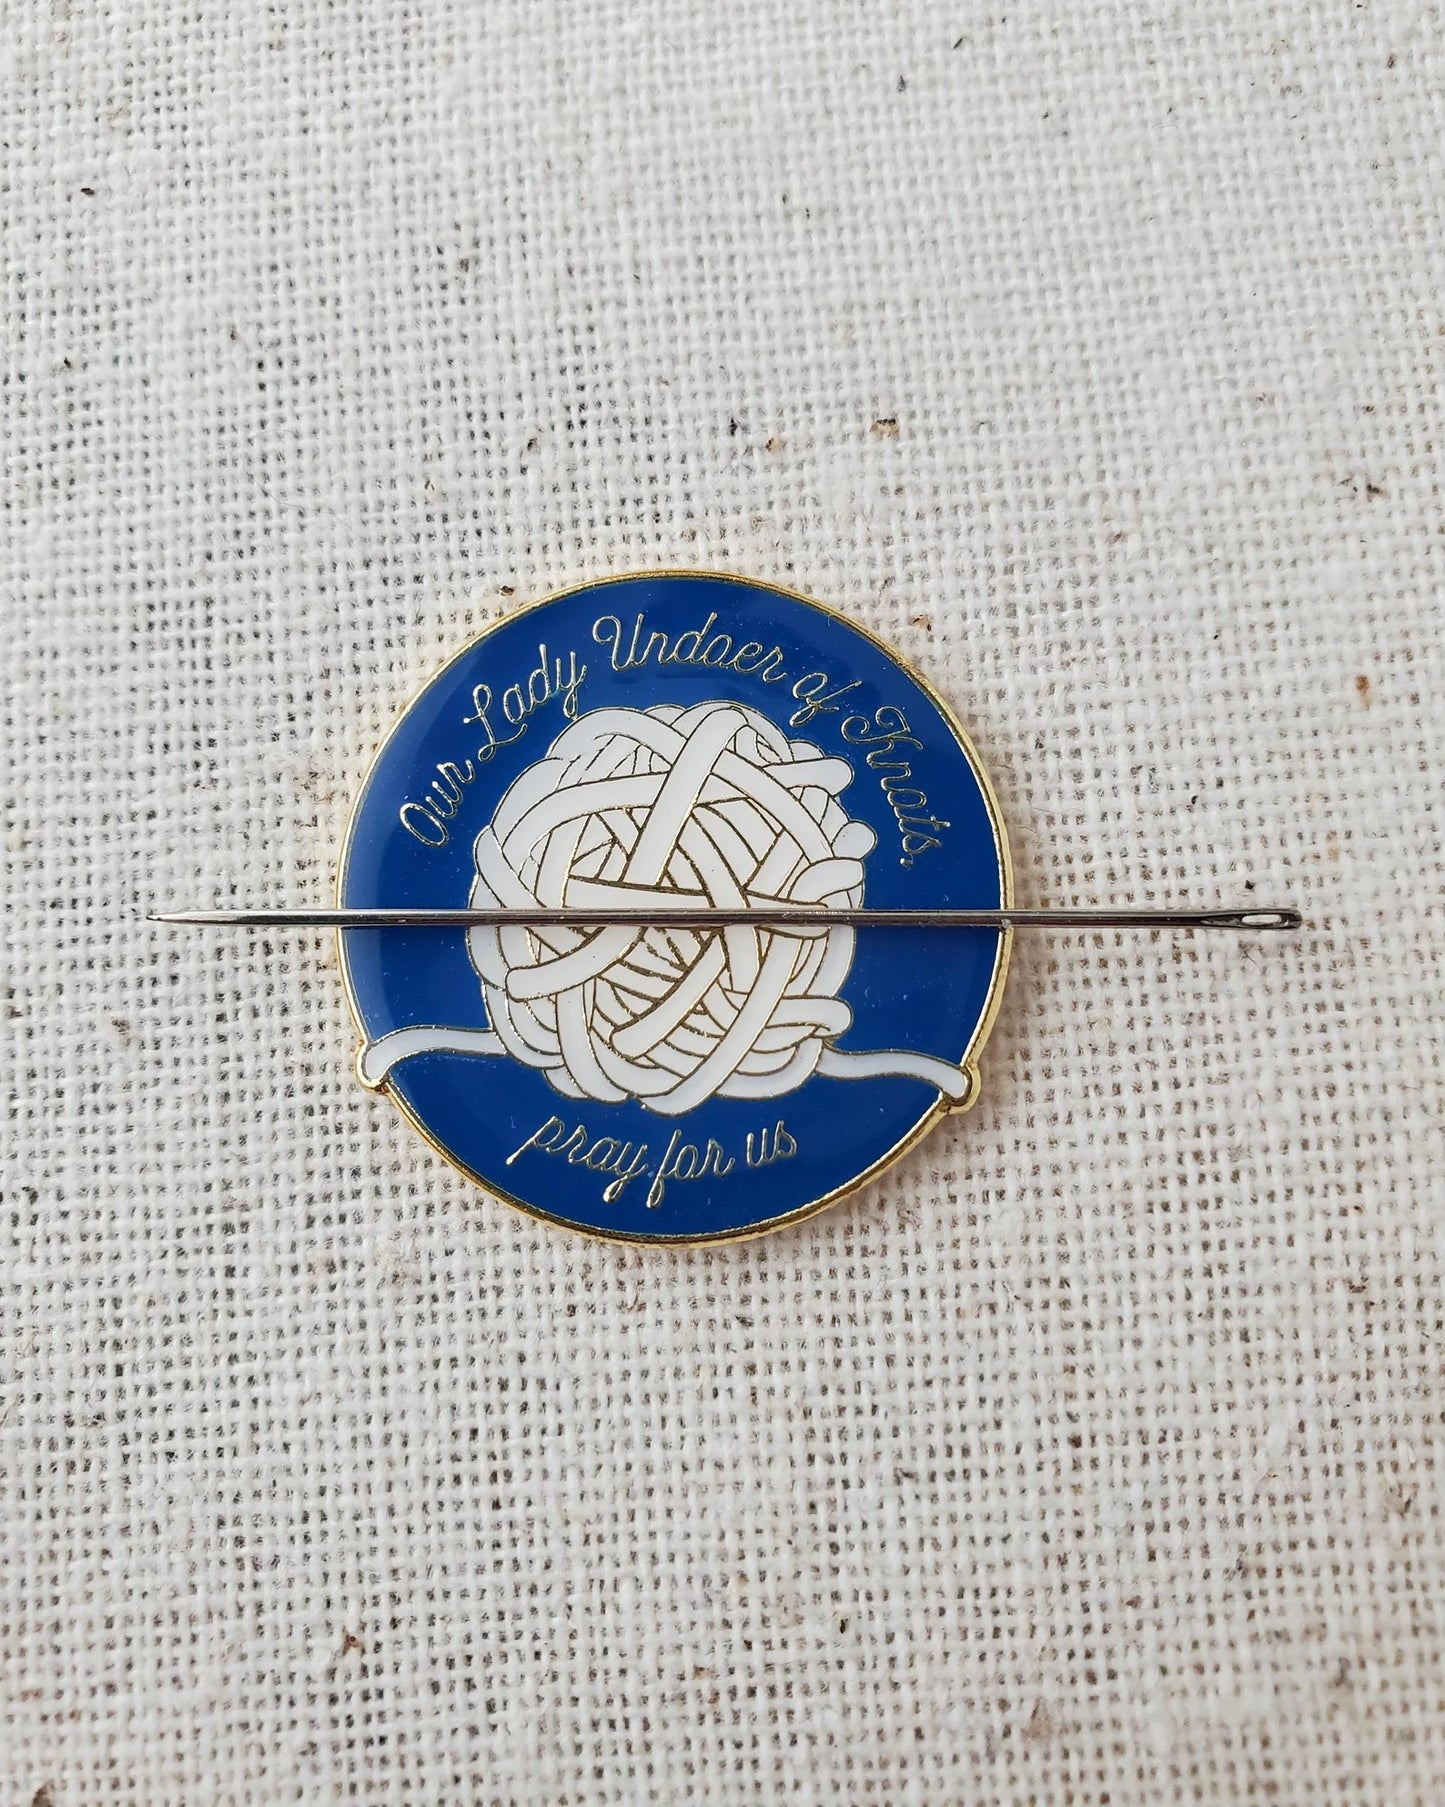 Our Lady Undoer of Knots,
pray for us